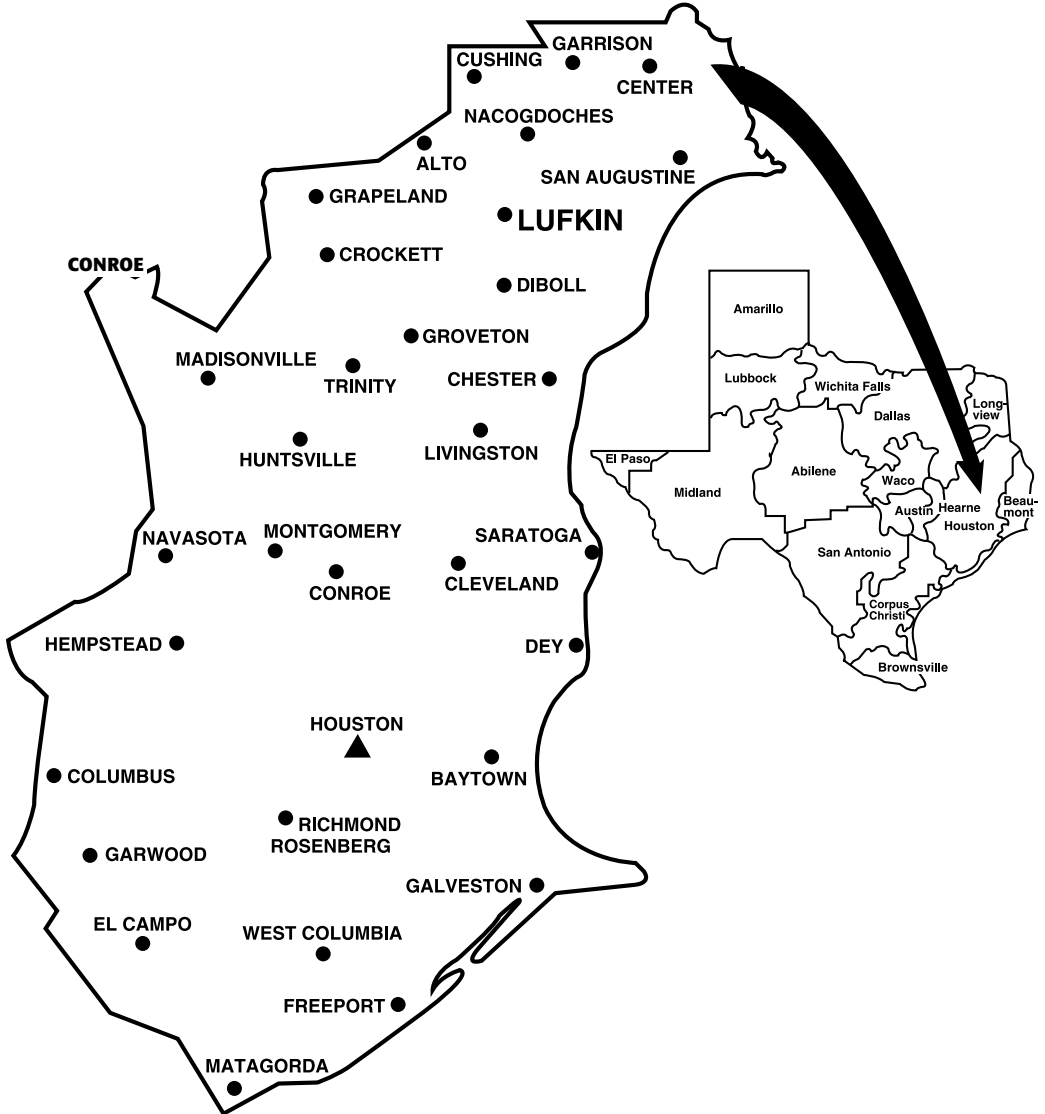 GARRISON
CUSHING
CENTER
NACOGDOCHES
ALTO
SAN AUGUSTINE
GRAPELAND
LUFKIN
CROCKETT
CONROE
DIBOLL
GROVETON
MADISONVILLE
TRINITY
CHESTER
HUNTSVILLE
LIVINGSTON
NAVASOTA
MONTGOMERY
SARATOGA
CONROE
CLEVELAND
HEMPSTEAD
DEY
HOUSTON
COLUMBUS
BAYTOWN
RICHMOND
ROSENBERG
GARWOOD
GALVESTON
EL CAMPO
WEST COLUMBIA
FREEPORT
MATAGORDA
Amarillo
Lubbock
Wichita Falls
Dallas
Long-
view
El Paso
Midland
Abilene
Waco
Austin
Hearne
Houston
Beau-
mont
San Antonio
Corpus
Christi
Brownsville